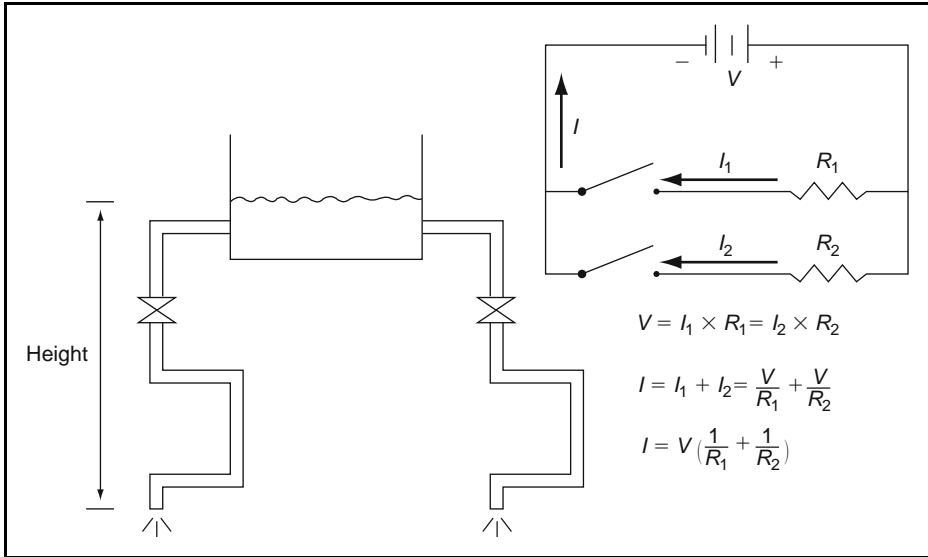 − V +
I
I₁ R₁
I₂ R₂
Height
V = I₁ × R₁ = I₂ × R₂
I = I₁ + I₂ = V/R₁ + V/R₂
I = V(1/R₁ + 1/R₂)